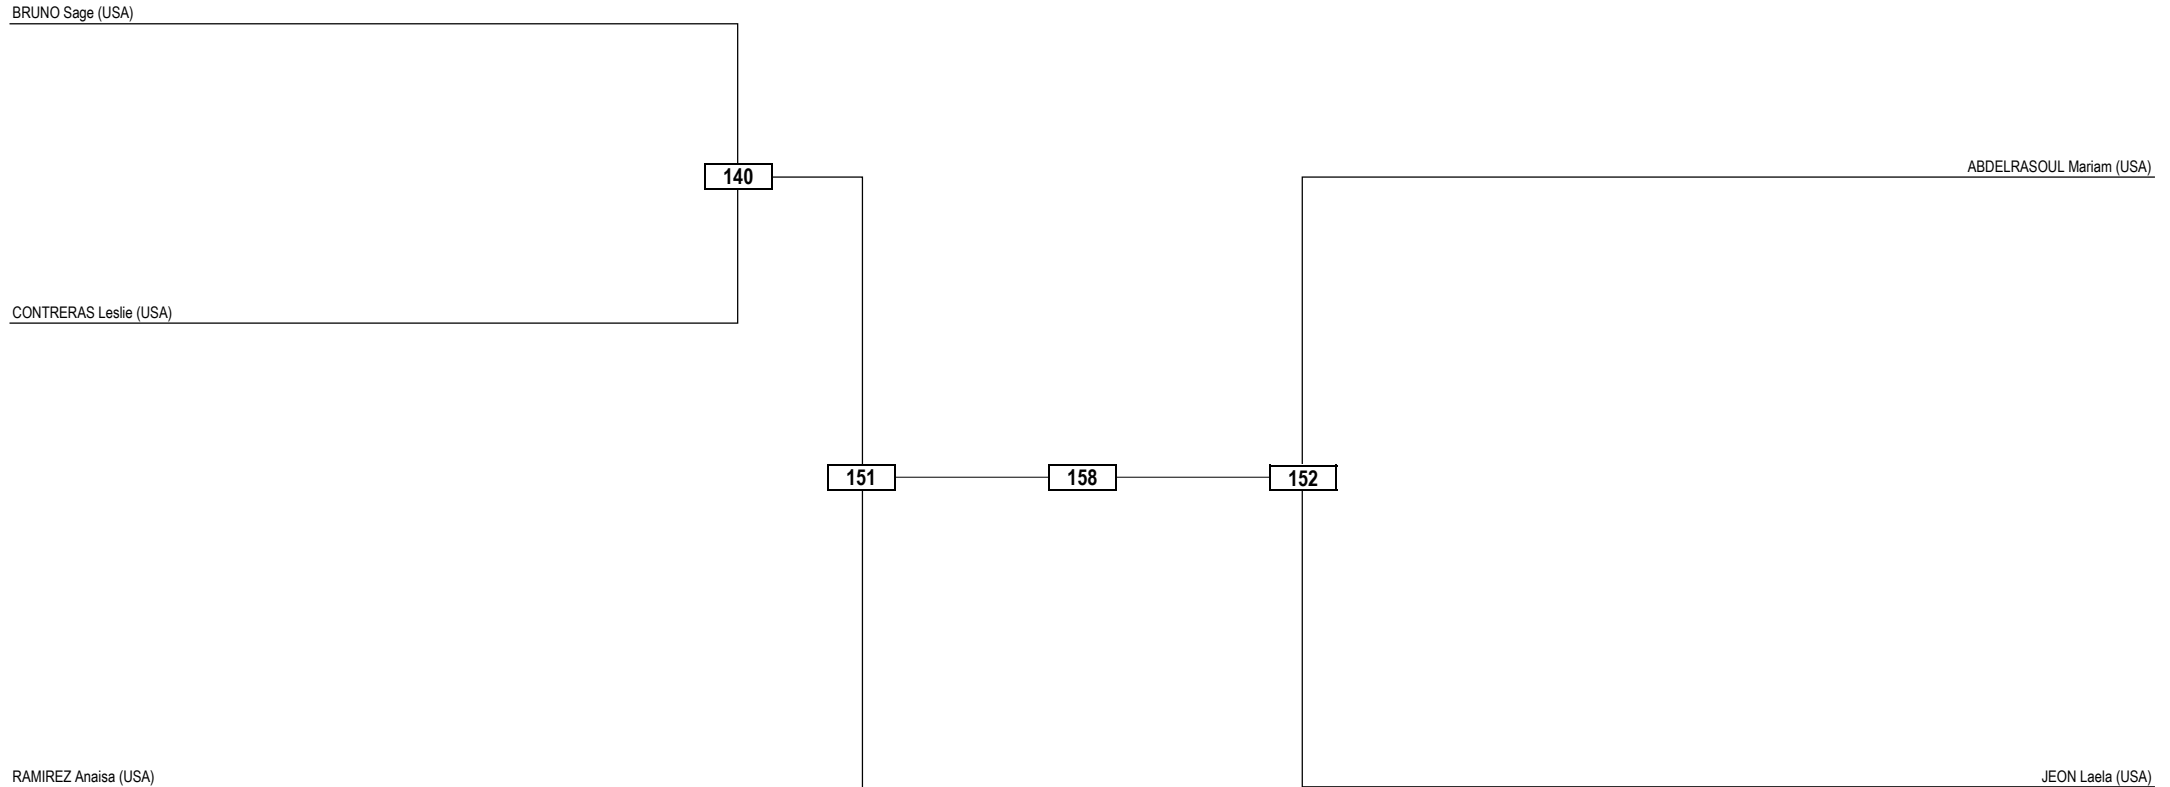 BRUNO Sage (USA)
140
ABDELRASOUL Mariam (USA)
CONTRERAS Leslie (USA)
151
158
152
RAMIREZ Anaisa (USA)
JEON Laela (USA)